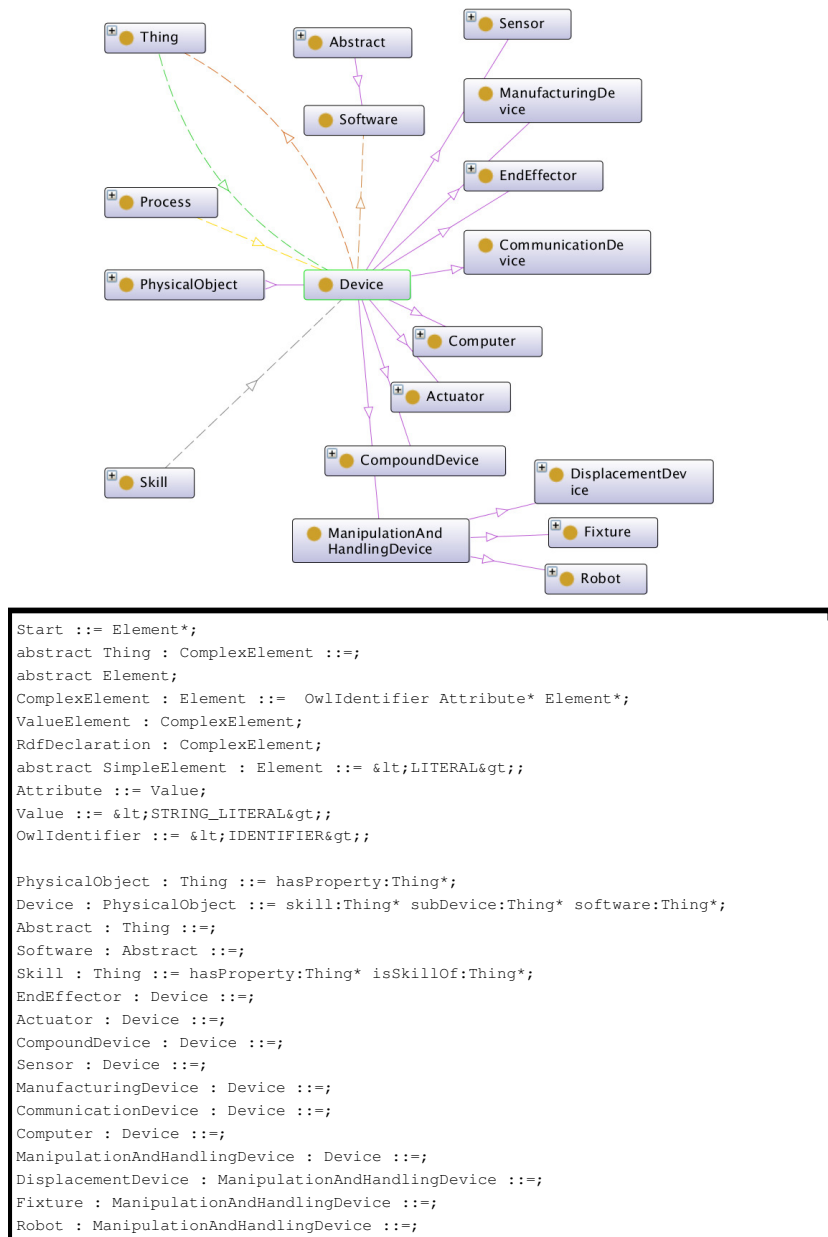 Thing
Abstract
Sensor
ManufacturingDe
vice
Software
EndEffector
Process
CommunicationDe
vice
PhysicalObject
Device
Computer
Actuator
CompoundDevice
Skill
DisplacementDev
ice
ManipulationAnd
HandlingDevice
Fixture
Robot
Start ::= Element*;
abstract Thing : ComplexElement ::=;
abstract Element;
ComplexElement : Element ::=  OwlIdentifier Attribute* Element*;
ValueElement : ComplexElement;
RdfDeclaration : ComplexElement;
abstract SimpleElement : Element ::= &lt;LITERAL&gt;;
Attribute ::= Value;
Value ::= &lt;STRING_LITERAL&gt;;
OwlIdentifier ::= &lt;IDENTIFIER&gt;;
PhysicalObject : Thing ::= hasProperty:Thing*;
Device : PhysicalObject ::= skill:Thing* subDevice:Thing* software:Thing*;
Abstract : Thing ::=;
Software : Abstract ::=;
Skill : Thing ::= hasProperty:Thing* isSkillOf:Thing*;
EndEffector : Device ::=;
Actuator : Device ::=;
CompoundDevice : Device ::=;
Sensor : Device ::=;
ManufacturingDevice : Device ::=;
CommunicationDevice : Device ::=;
Computer : Device ::=;
ManipulationAndHandlingDevice : Device ::=;
DisplacementDevice : ManipulationAndHandlingDevice ::=;
Fixture : ManipulationAndHandlingDevice ::=;
Robot : ManipulationAndHandlingDevice ::=;